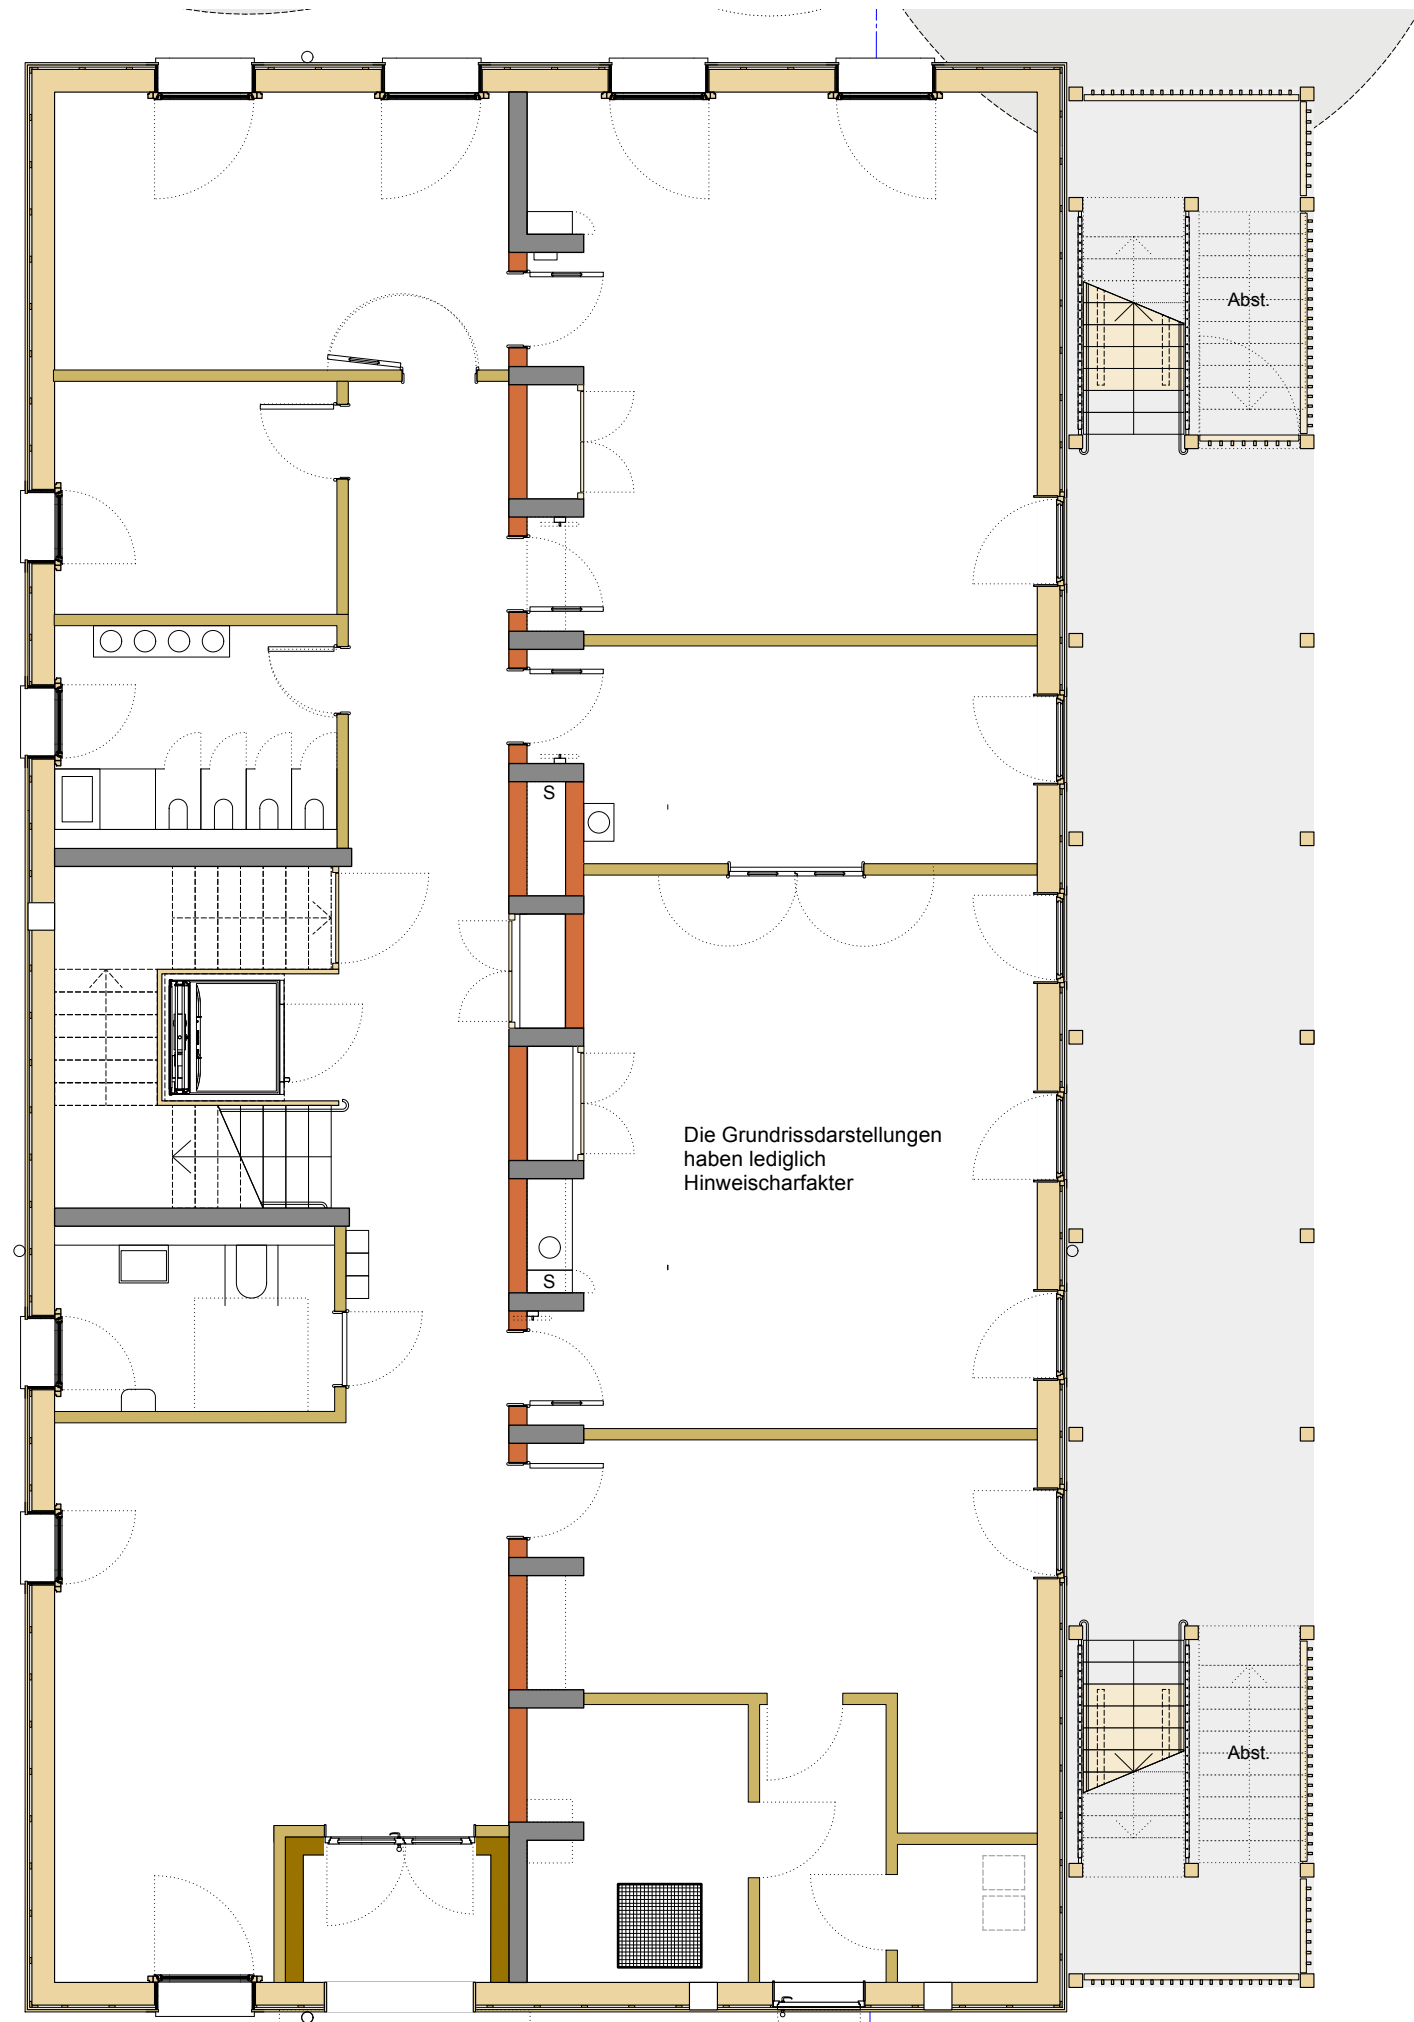 Abst.
S
Die Grundrissdarstellungen
haben lediglich
Hinweischarfakter
S
Abst.